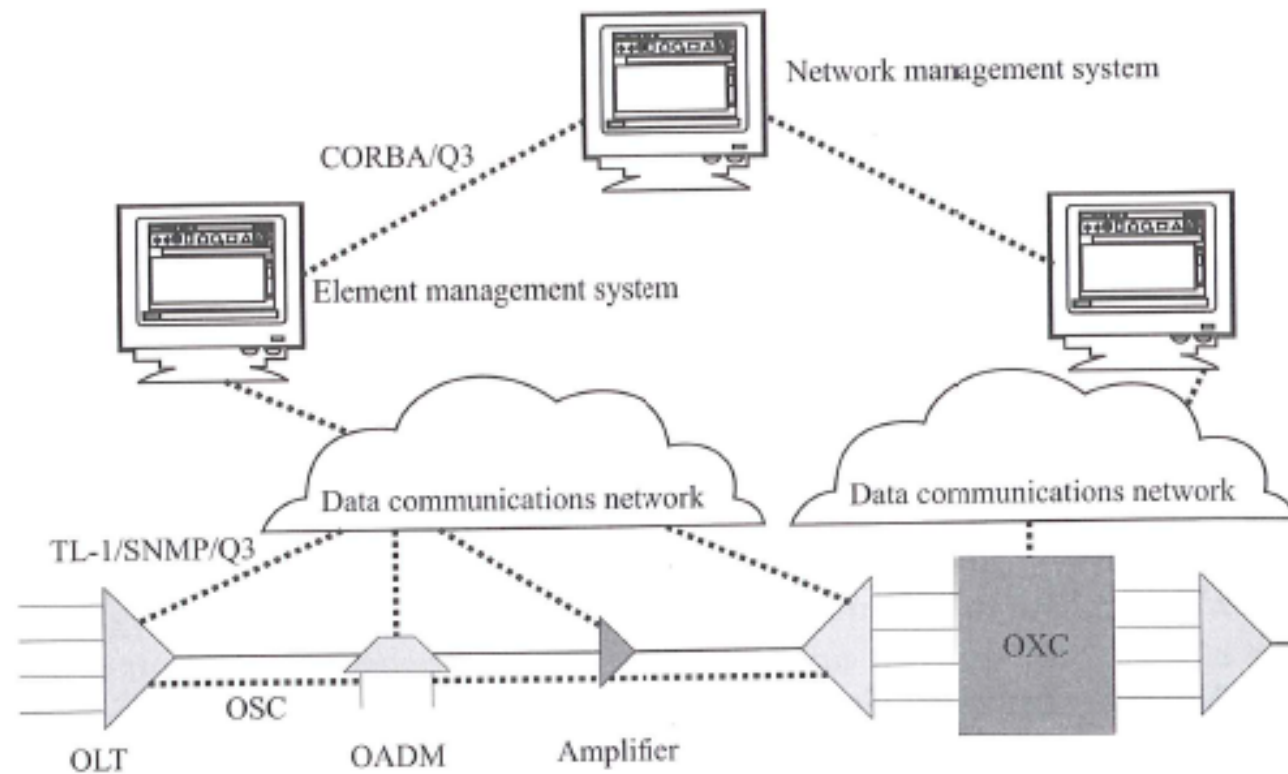 Network management system
CORBA/Q3
Element management system
Data communications network
Data communications network
TL-1/SNMP/Q3
OXC
OSC
OLT
OADM
Amplifier